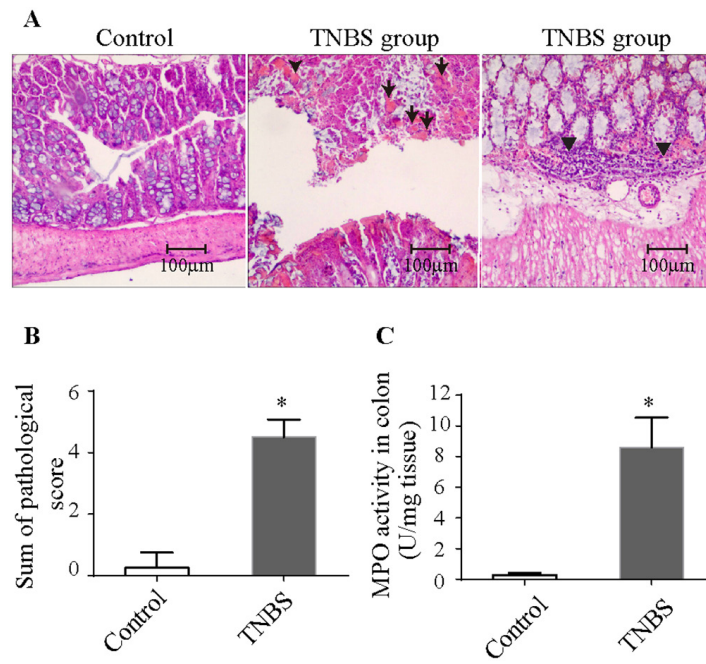 A
Control
TNBS group
TNBS group
100μm
100μm
100μm
B
Sum of pathological
score
6
4
2
0
*
Control
TNBS
C
MPO activity in colon
(U/mg tissue)
12
10
8
6
4
2
0
*
Control
TNBS